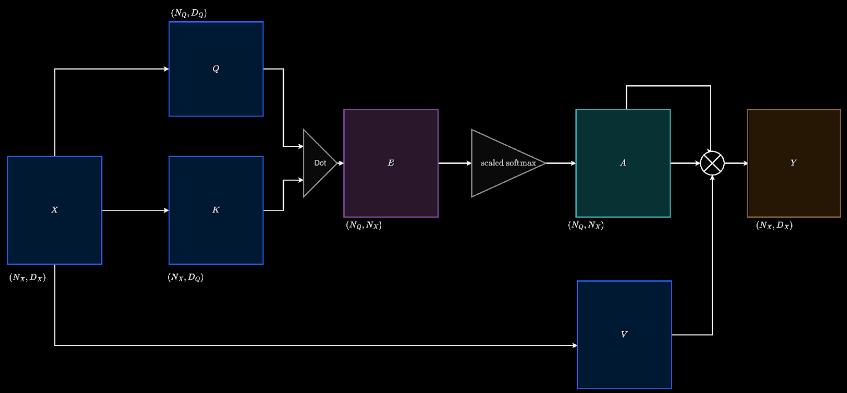 (N_Q, D_Q)
Q
X
(N_X, D_X)
K
(N_X, D_Q)
Dot
E
(N_Q, N_X)
scaled softmax
A
(N_Q, N_X)
Y
(N_X, D_X)
V